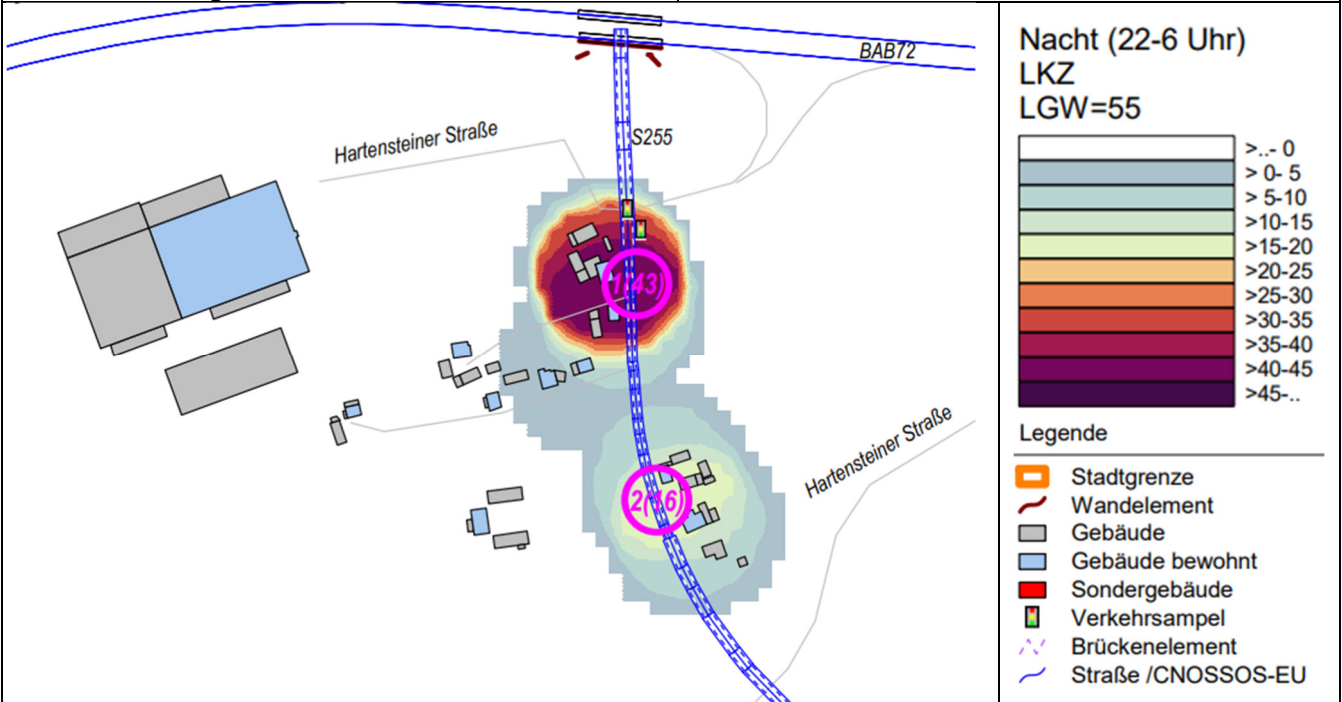 BAB72
S255
Hartensteiner Straße
1(43)
Hartensteiner Straße
2(16)
Nacht (22-6 Uhr)
LKZ
LGW=55
>..- 0
> 0- 5
> 5-10
>10-15
>15-20
>20-25
>25-30
>30-35
>35-40
>40-45
>45-..
Legende
Stadtgrenze
Wandelement
Gebäude
Gebäude bewohnt
Sondergebäude
Verkehrsampel
Brückenelement
Straße /CNOSSOS-EU